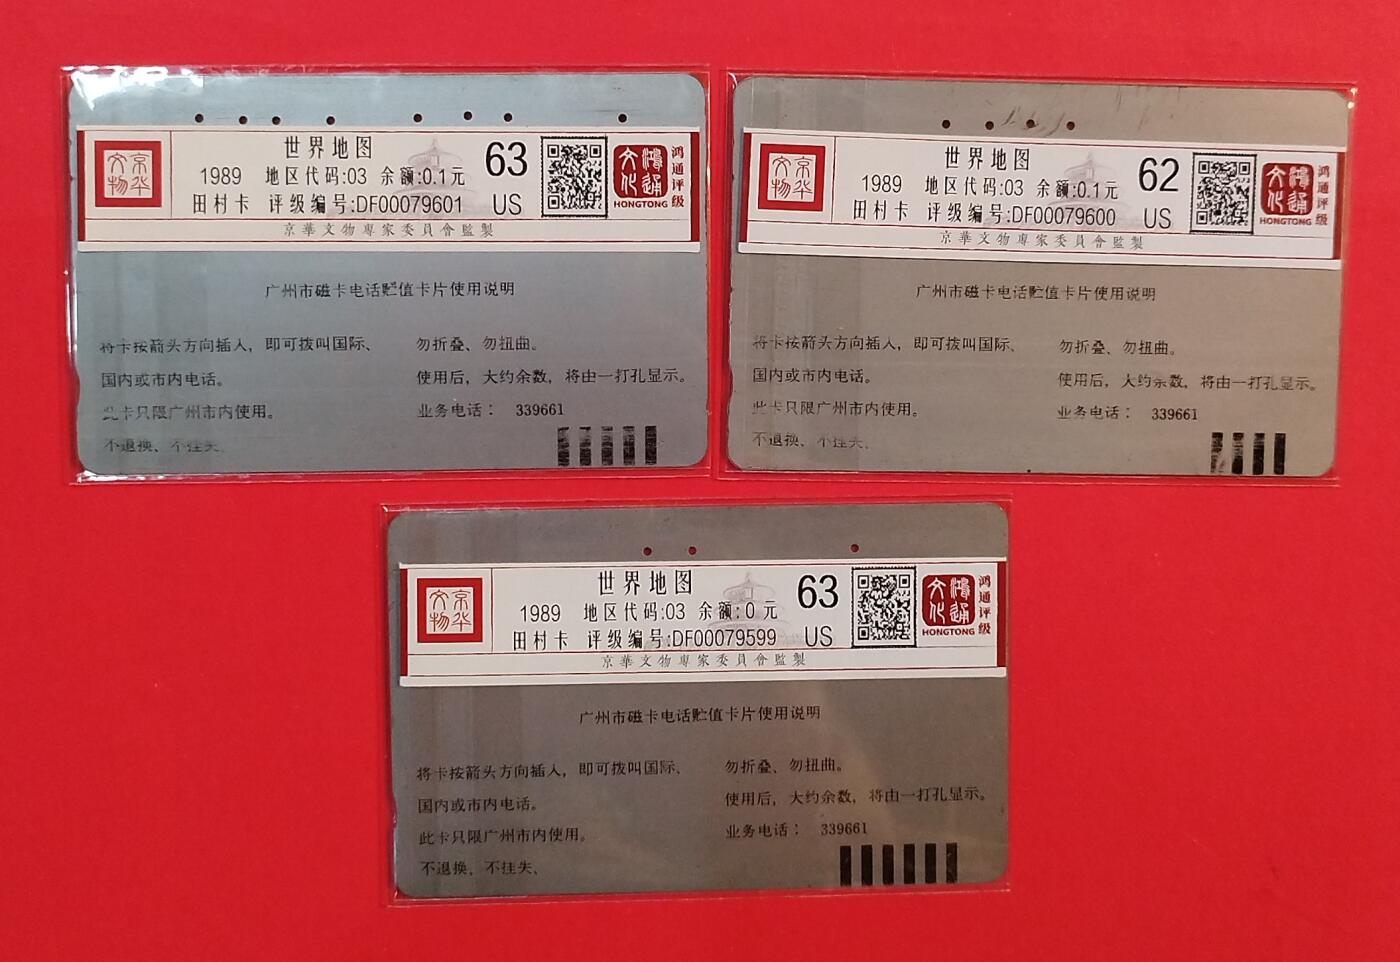 京华文物
世界地图
1989 地区代码:03 余额:0.1元
田村卡 评级编号:DF00079601
63
US
鸿通文化
HONGTONG
鸿通评级
京華文物專家委員會監製
广州市磁卡电话贮值卡片使用说明
将卡按箭头方向插入，即可拨叫国际、
国内或市内电话。
此卡只限广州市内使用。
不退换、不挂失、
勿折叠、勿扭曲。
使用后，大约余数，将由一打孔显示。
业务电话： 339661
京华文物
世界地图
1989 地区代码:03 余额:0.1元
田村卡 评级编号:DF00079600
62
US
鸿通文化
HONGTONG
鸿通评级
京華文物專家委員會監製
广州市磁卡电话贮值卡片使用说明
将卡按箭头方向插入，即可拨叫国际、
国内或市内电话。
此卡只限广州市内使用。
不退换、不挂失、
勿折叠、勿扭曲。
使用后，大约余数，将由一打孔显示。
业务电话： 339661
京华文物
世界地图
1989 地区代码:03 余额:0 元
田村卡 评级编号:DF00079599
63
US
鸿通文化
HONGTONG
鸿通评级
京華文物專家委員會監製
广州市磁卡电话贮值卡片使用说明
将卡按箭头方向插入，即可拨叫国际、
国内或市内电话。
此卡只限广州市内使用。
不退换、不挂失、
勿折叠、勿扭曲。
使用后，大约余数，将由一打孔显示。
业务电话： 339661